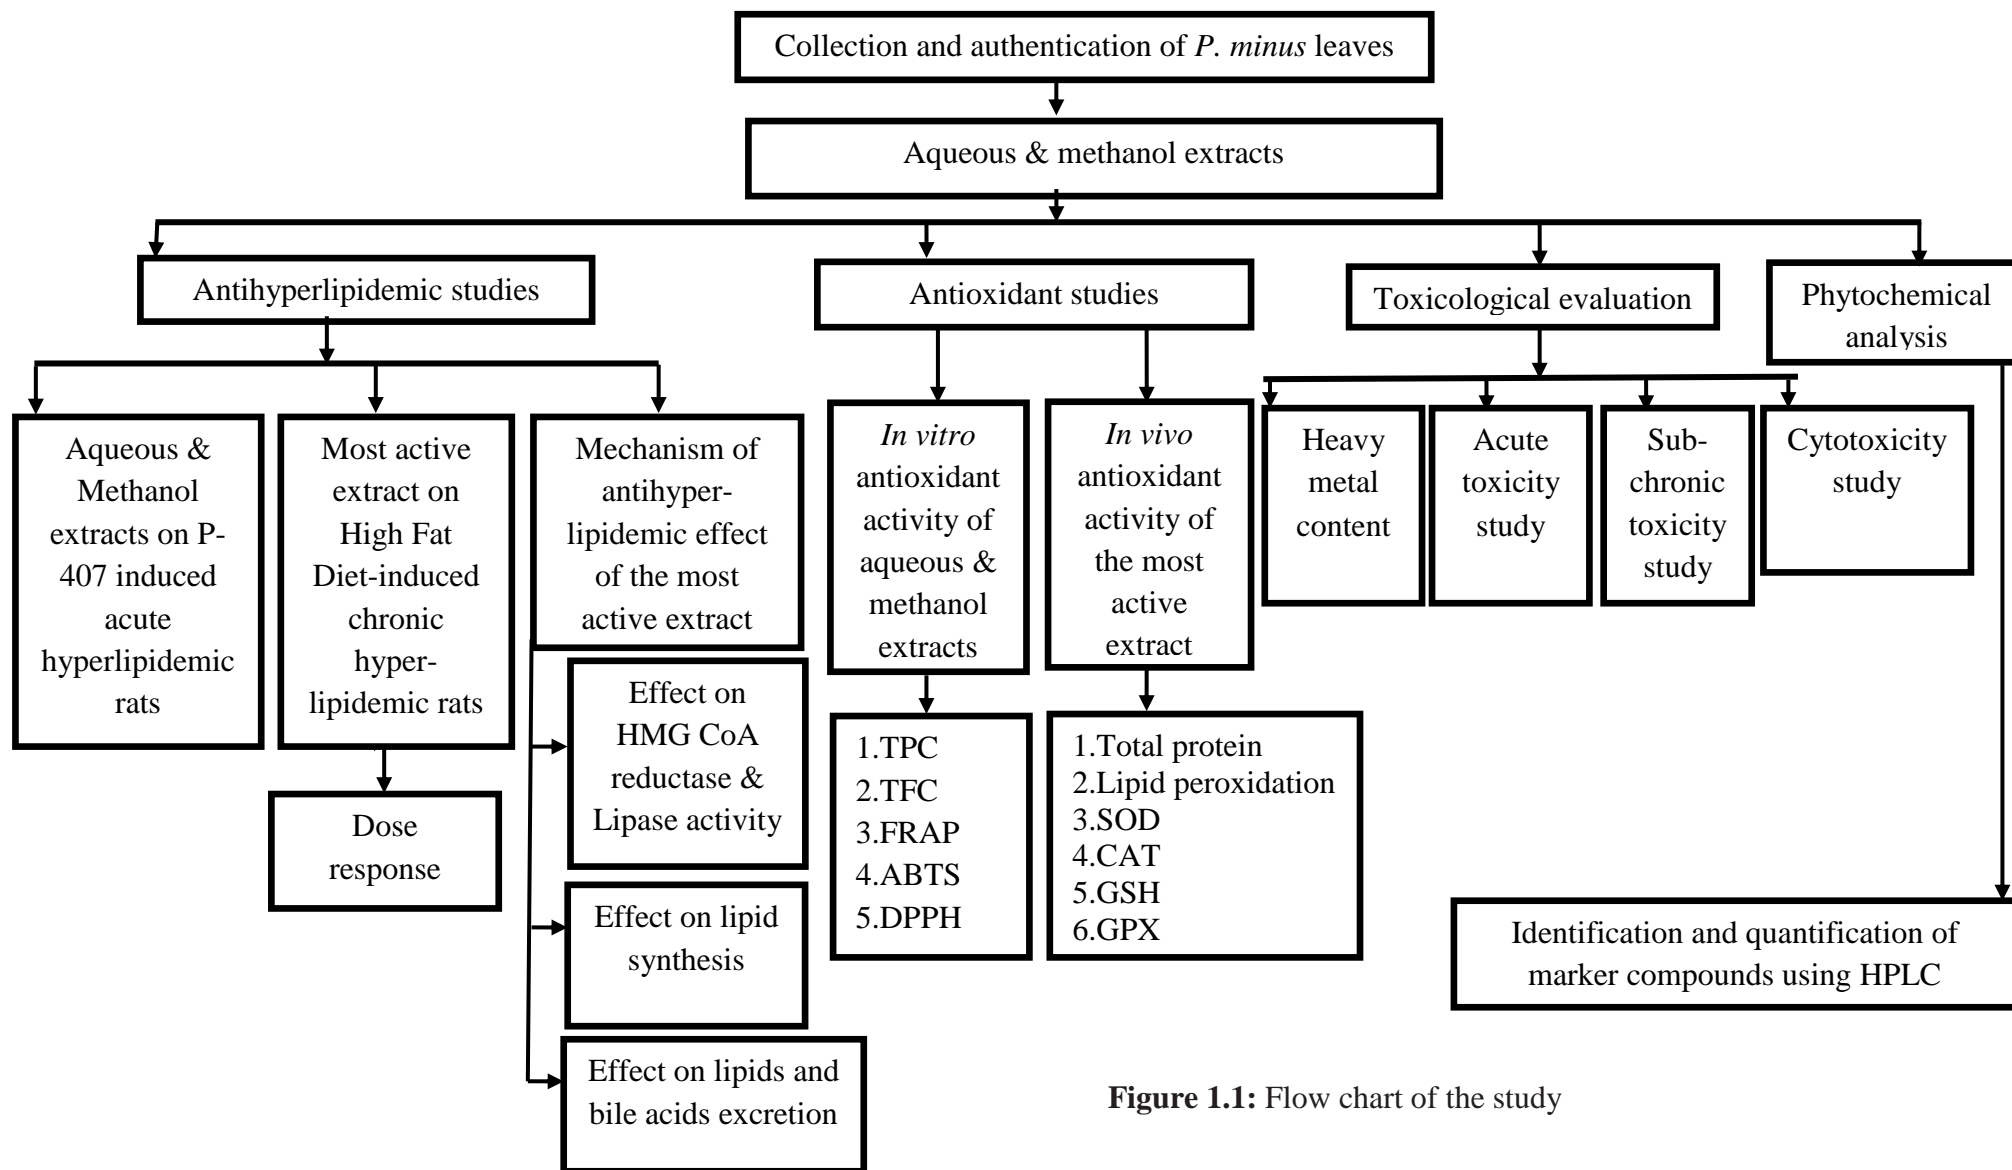 Collection and authentication of P. minus leaves
Aqueous & methanol extracts
Antihyperlipidemic studies
Antioxidant studies
Toxicological evaluation
Phytochemical
analysis
Aqueous &
Methanol
extracts on P-
407 induced
acute
hyperlipidemic
rats
Most active
extract on
High Fat
Diet-induced
chronic
hyper-
lipidemic rats
Mechanism of
antihyper-
lipidemic effect
of the most
active extract
In vitro
antioxidant
activity of
aqueous &
methanol
extracts
In vivo
antioxidant
activity of
the most
active
extract
Heavy
metal
content
Acute
toxicity
study
Sub-
chronic
toxicity
study
Cytotoxicity
study
Dose
response
Effect on
HMG CoA
reductase &
Lipase activity
Effect on lipid
synthesis
Effect on lipids and
bile acids excretion
1.TPC
2.TFC
3.FRAP
4.ABTS
5.DPPH
1.Total protein
2.Lipid peroxidation
3.SOD
4.CAT
5.GSH
6.GPX
Identification and quantification of
marker compounds using HPLC
Figure 1.1: Flow chart of the study